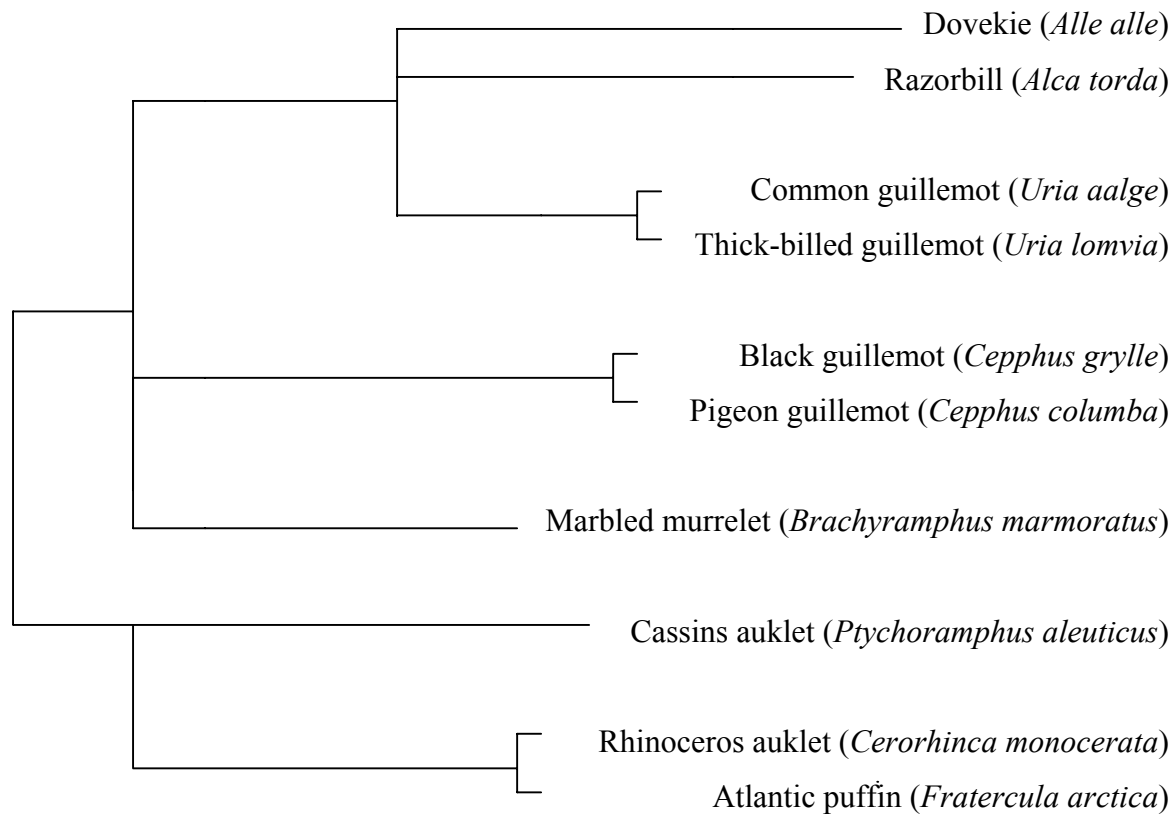 Dovekie (Alle alle)
Razorbill (Alca torda)
Common guillemot (Uria aalge)
Thick-billed guillemot (Uria lomvia)
Black guillemot (Cepphus grylle)
Pigeon guillemot (Cepphus columba)
Marbled murrelet (Brachyramphus marmoratus)
Cassins auklet (Ptychoramphus aleuticus)
Rhinoceros auklet (Cerorhinca monocerata)
Atlantic puffin (Fratercula arctica)